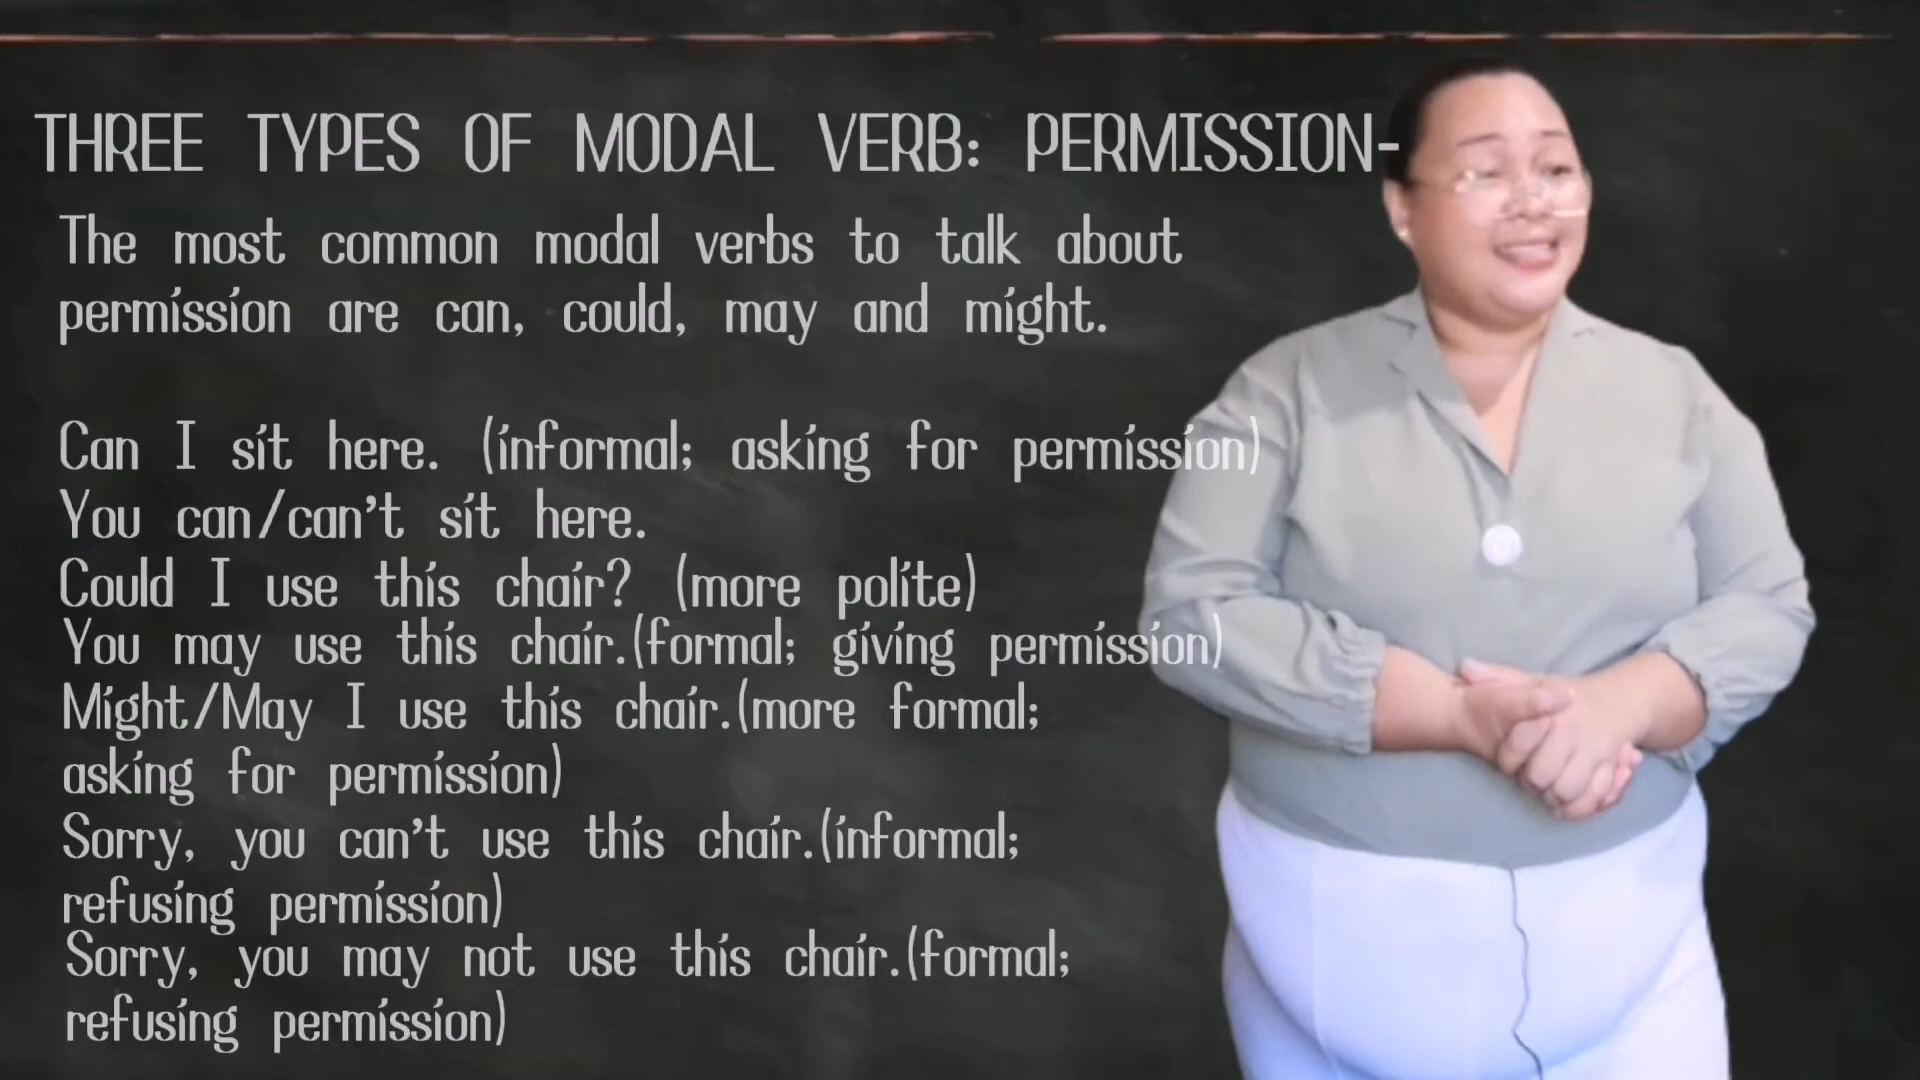 THREE TYPES OF MODAL VERB: PERMISSION-
The most common modal verbs to talk about
permission are can, could, may and might.
Can I sit here. (informal; asking for permission)
You can/can't sit here.
Could I use this chair? (more polite)
You may use this chair.(formal; giving permission)
Might/May I use this chair.(more formal;
asking for permission)
Sorry, you can't use this chair.(informal;
refusing permission)
Sorry, you may not use this chair.(formal;
refusing permission)